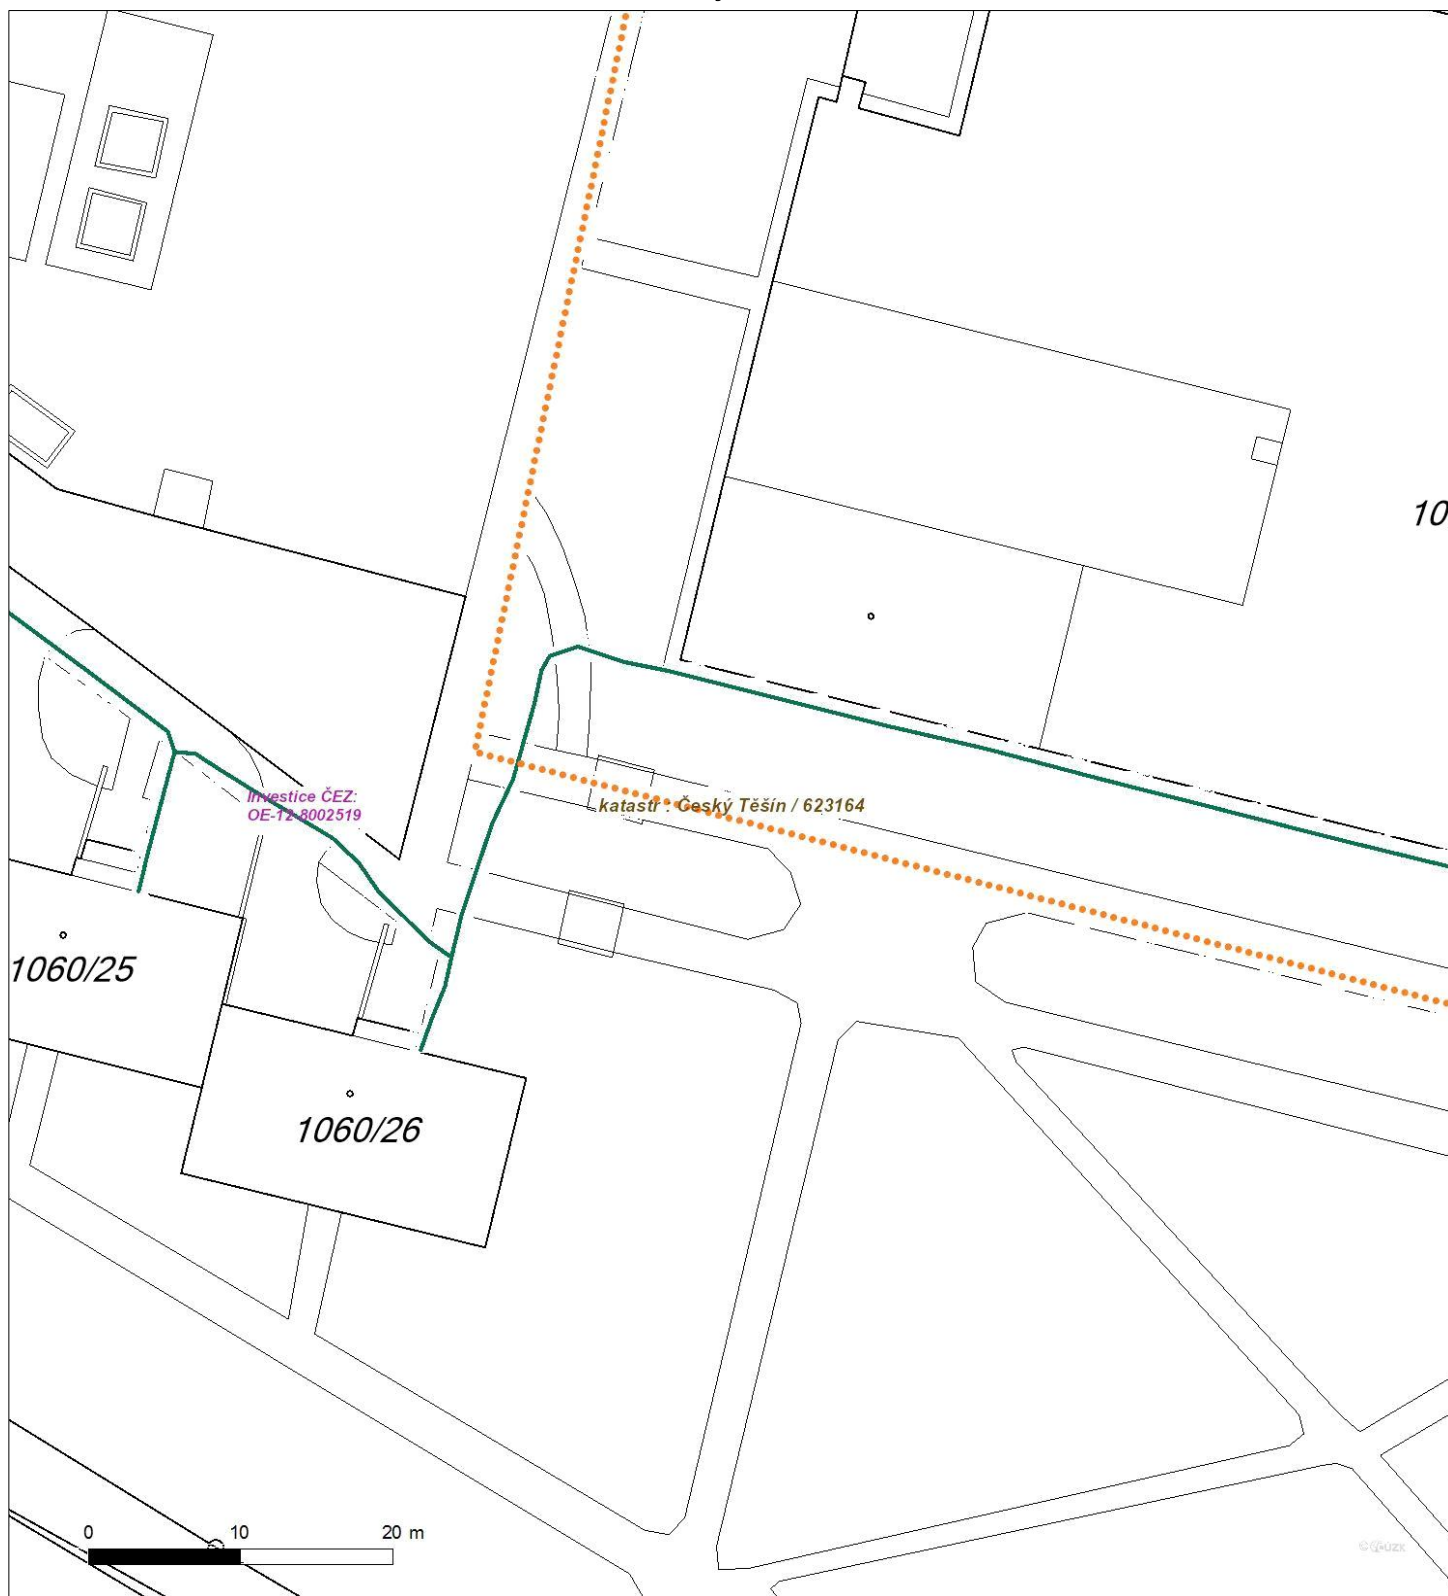 10
Investice ČEZ:
OE-12-8002519
katastr : Český Těšín / 623164
1060/25
1060/26
0 10 20 m